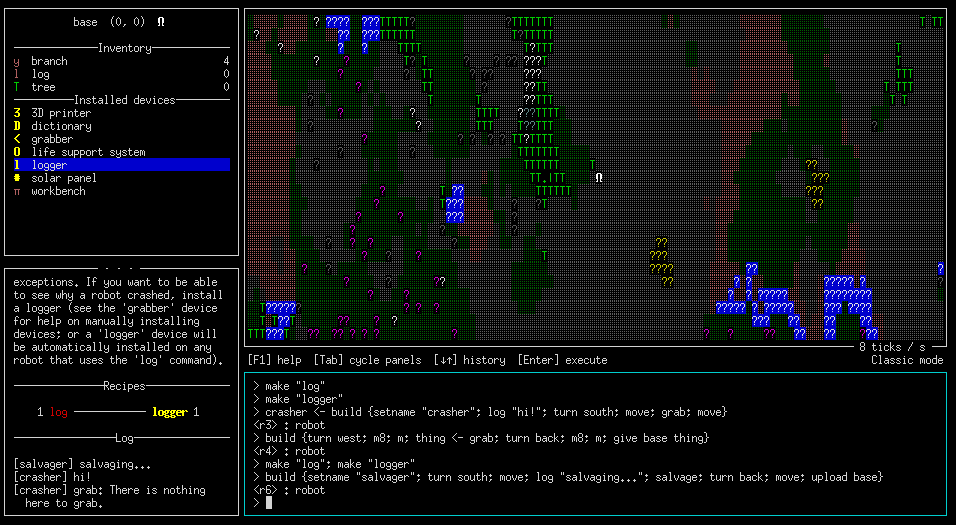 base (0, 0) Ω
Inventory
y branch 4
l log 0
T tree 0
Installed devices
3 3D printer
D dictionary
< grabber
O life support system
l logger
# solar panel
π workbench
exceptions. If you want to be able
to see why a robot crashed, install
a logger (see the 'grabber' device
for help on manually installing
devices; or a 'logger' device will
be automatically installed on any
robot that uses the 'log' command).
Recipes
1 log logger 1
Log
[salvager] salvaging...
[crasher] hi!
[crasher] grab: There is nothing
here to grab.
8 ticks / s
[F1] help [Tab] cycle panels [↓↑] history [Enter] execute
Classic mode
> make "log"
> make "logger"
> crasher <- build {setname "crasher"; log "hi!"; turn south; move; grab; move}
<r3> : robot
> build {turn west; m8; m; thing <- grab; turn back; m8; m; give base thing}
<r4> : robot
> make "log"; make "logger"
> build {setname "salvager"; turn south; move; log "salvaging..."; salvage; turn back; move; upload base}
<r6> : robot
>